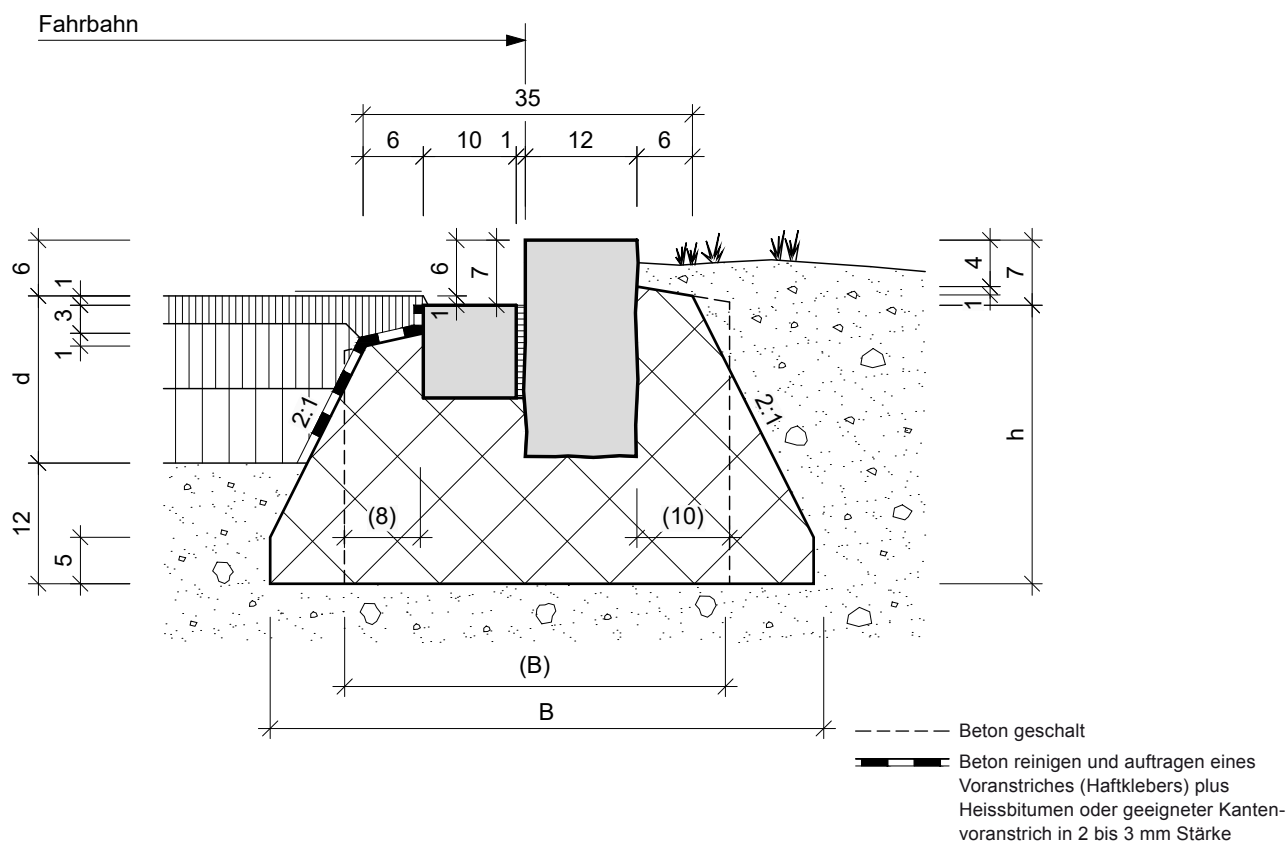 Fahrbahn
35
6 10 1 12 6
6
1
3
1
d
12
5
6
7
1
4
7
1
h
2:1
2:1
(8)
(10)
(B)
B
Beton geschalt
Beton reinigen und auftragen eines
Voranstriches (Haftklebers) plus
Heissbitumen oder geeigneter Kanten-
voranstrich in 2 bis 3 mm Stärke